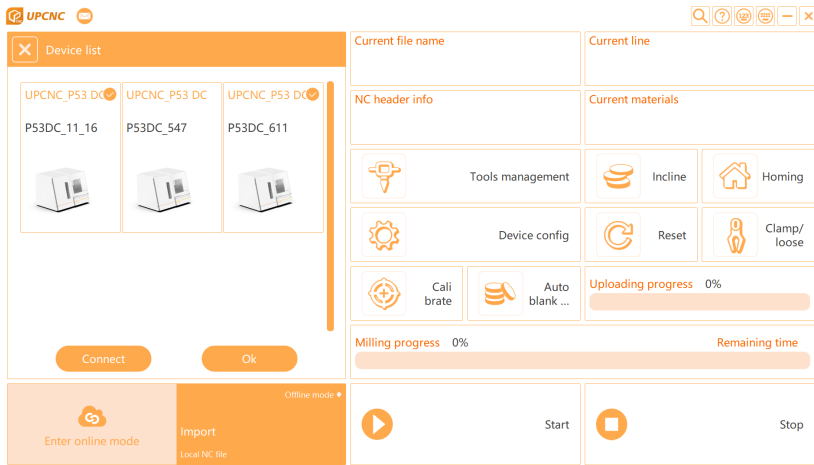 UPCNC
Device list
UPCNC_P53 DC
UPCNC_P53 DC
UPCNC_P53 DC
P53DC_11_16
P53DC_547
P53DC_611
Connect
Ok
Enter online mode
Offline mode
Import
Local NC file
Current file name
Current line
NC header info
Current materials
Tools management
Incline
Homing
Device config
Reset
Clamp/
loose
Cali
brate
Auto
blank ...
Uploading progress 0%
Milling progress 0%
Remaining time
Start
Stop